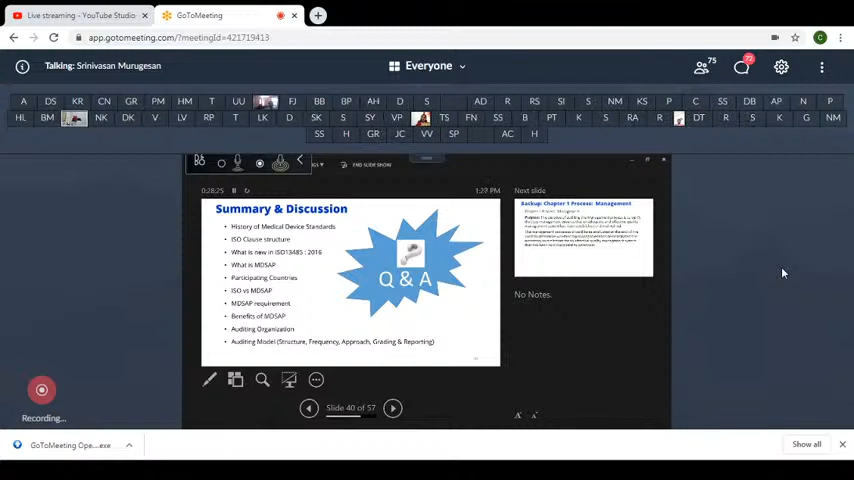 Live streaming - YouTube Studio
GoToMeeting
app.gotomeeting.com/?meetingId=421719413
C
Talking: Srinivasan Murugesan
Everyone
75
72
A DS KR CN GR PM HM T UU FJ BB BP AH D S AD R RS SI S NM KS P C SS DB AP N P
HL BM NK DK V LV RP T LK D K S SY VP TS FN SS B PT K S RA R DT R S K G NM
SS H GR JC VV SP AC H
END SLIDE SHOW
0:28:25
1:27 PM
Next slide
Summary & Discussion
History of Medical Device Standards
ISO Clause structure
What is new in ISO13485 : 2016
What is MDSAP
Participating Countries
ISO vs MDSAP
MDSAP requirement
Benefits of MDSAP
Auditing Organization
Auditing Model (Structure, Frequency, Approach, Grading & Reporting)
?
Q & A
Backup: Chapter 1 Process: Management
No Notes.
Slide 40 of 57
A A
Recording...
GoToMeeting Ope....exe
Show all